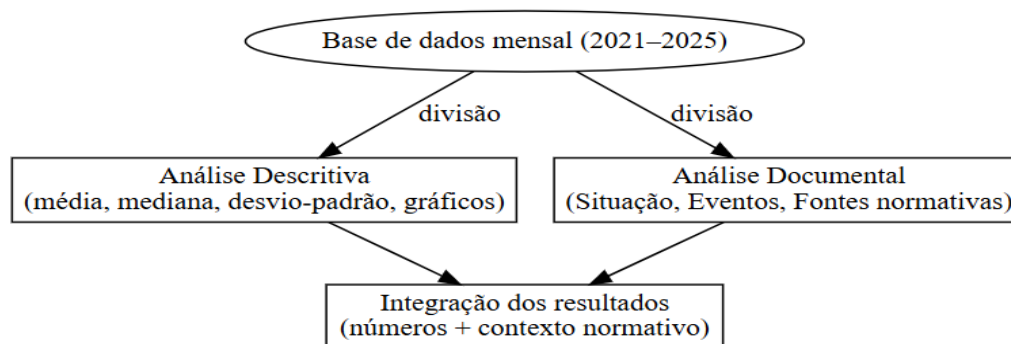 Base de dados mensal (2021–2025)
divisão
divisão
Análise Descritiva
(média, mediana, desvio-padrão, gráficos)
Análise Documental
(Situação, Eventos, Fontes normativas)
Integração dos resultados
(números + contexto normativo)